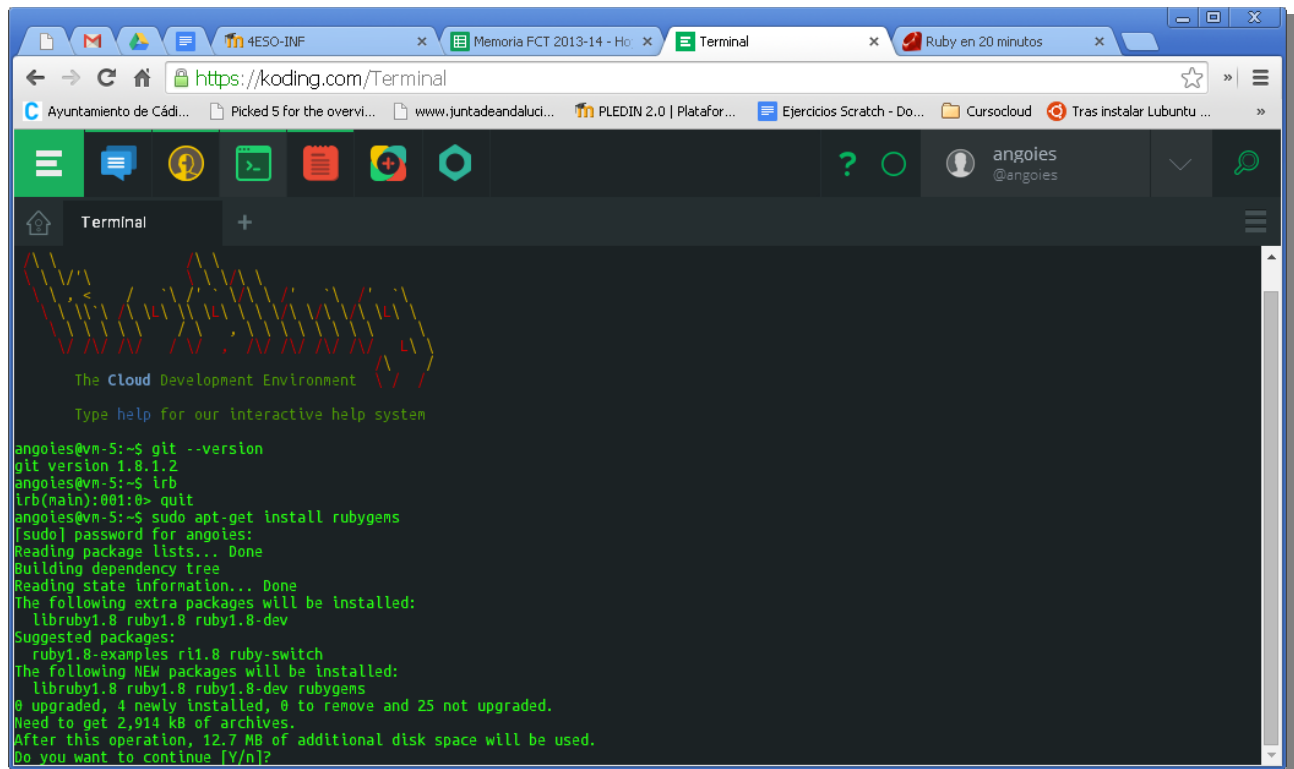 4ESO-INF
Memoria FCT 2013-14 - Ho
Terminal
Ruby en 20 minutos
https://koding.com/Terminal
Ayuntamiento de Cádi...
Picked 5 for the overvi...
www.juntadeandaluci...
PLEDIN 2.0 | Platafor...
Ejercicios Scratch - Do...
Cursocloud
Tras instalar Lubuntu ...
angoies
@angoies
Terminal
The Cloud Development Environment
Type help for our interactive help system
angoies@vm-5:~$ git --version
git version 1.8.1.2
angoies@vm-5:~$ irb
irb(main):001:0> quit
angoies@vm-5:~$ sudo apt-get install rubygems
[sudo] password for angoies:
Reading package lists... Done
Building dependency tree
Reading state information... Done
The following extra packages will be installed:
libruby1.8 ruby1.8 ruby1.8-dev
Suggested packages:
ruby1.8-examples ri1.8 ruby-switch
The following NEW packages will be installed:
libruby1.8 ruby1.8 ruby1.8-dev rubygems
0 upgraded, 4 newly installed, 0 to remove and 25 not upgraded.
Need to get 2,914 kB of archives.
After this operation, 12.7 MB of additional disk space will be used.
Do you want to continue [Y/n]?